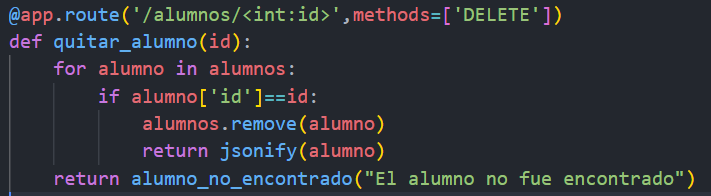 @app.route('/alumnos/<int:id>',methods=['DELETE'])
def quitar_alumno(id):
    for alumno in alumnos:
        if alumno['id']==id:
            alumnos.remove(alumno)
            return jsonify(alumno)
    return alumno_no_encontrado("El alumno no fue encontrado")